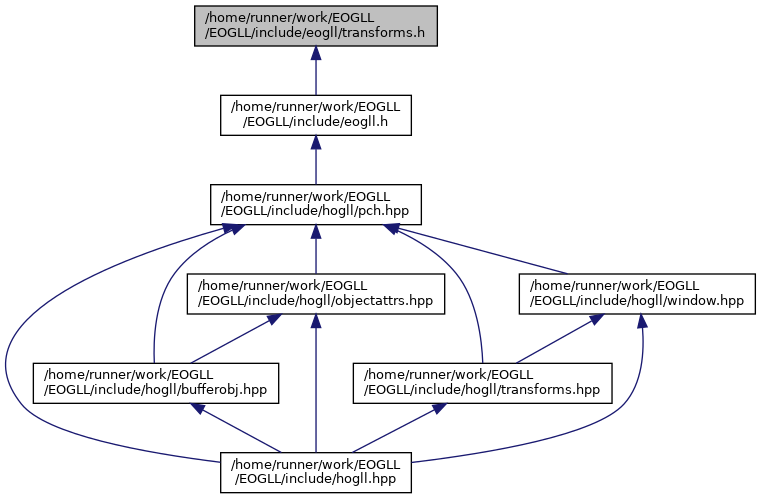 /home/runner/work/EOGLL
/EOGLL/include/eogll/transforms.h
/home/runner/work/EOGLL
/EOGLL/include/eogll.h
/home/runner/work/EOGLL
/EOGLL/include/hogll/pch.hpp
/home/runner/work/EOGLL
/EOGLL/include/hogll/objectattrs.hpp
/home/runner/work/EOGLL
/EOGLL/include/hogll/window.hpp
/home/runner/work/EOGLL
/EOGLL/include/hogll/bufferobj.hpp
/home/runner/work/EOGLL
/EOGLL/include/hogll/transforms.hpp
/home/runner/work/EOGLL
/EOGLL/include/hogll.hpp